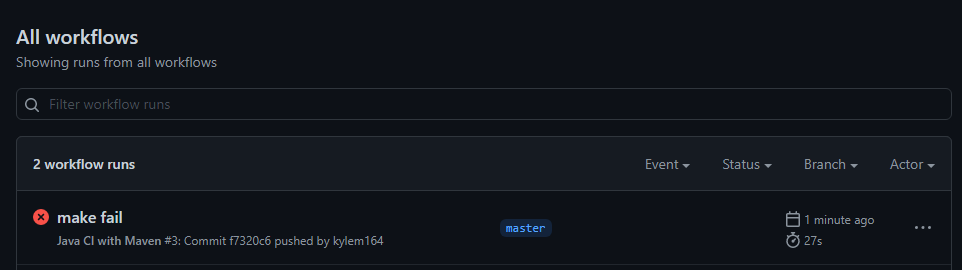 All workflows
Showing runs from all workflows
Filter workflow runs
2 workflow runs Event Status Branch Actor
make fail
Java CI with Maven #3: Commit f7320c6 pushed by kylem164
master
1 minute ago
27s